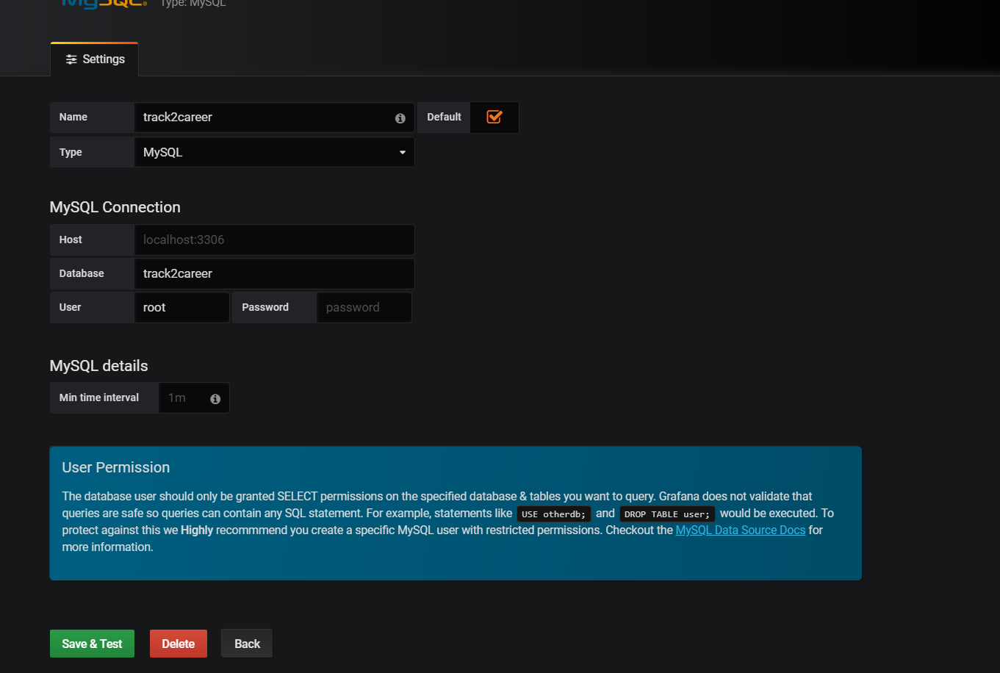 MySQL® Type: MySQL
Settings
Name track2career Default
Type MySQL
MySQL Connection
Host localhost:3306
Database track2career
User root Password password
MySQL details
Min time interval 1m
User Permission
The database user should only be granted SELECT permissions on the specified database & tables you want to query. Grafana does not validate that
queries are safe so queries can contain any SQL statement. For example, statements like USE otherdb; and DROP TABLE user; would be executed. To
protect against this we Highly recommmend you create a specific MySQL user with restricted permissions. Checkout the MySQL Data Source Docs for
more information.
Save & Test Delete Back